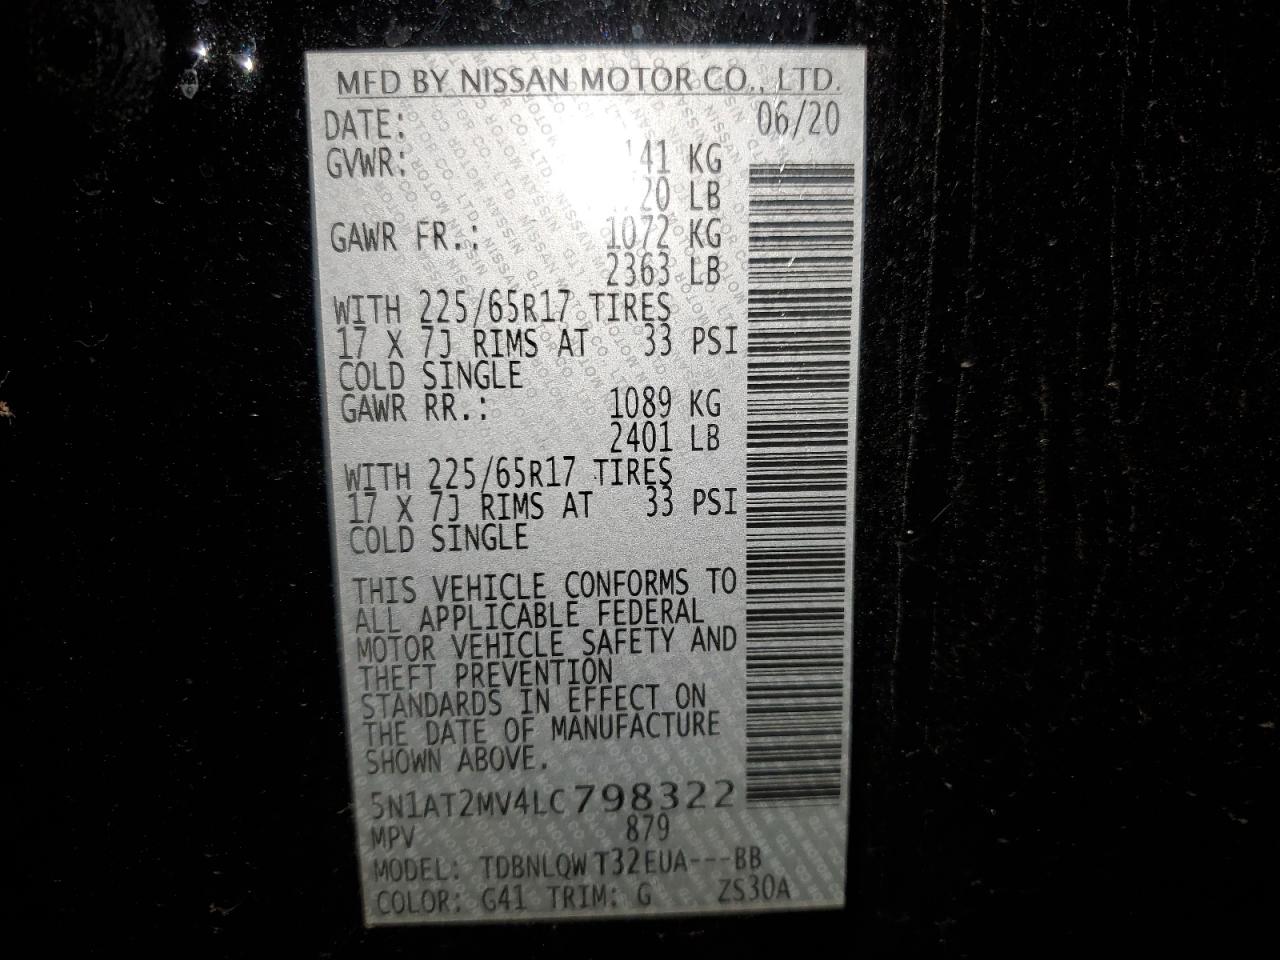 MFD BY NISSAN MOTOR CO., LTD.
DATE: 06/20
GVWR: 41 KG
20 LB
GAWR FR.: 1072 KG
2363 LB
WITH 225/65R17 TIRES
17 X 7J RIMS AT 33 PSI
COLD SINGLE
GAWR RR.: 1089 KG
2401 LB
WITH 225/65R17 TIRES
17 X 7J RIMS AT 33 PSI
COLD SINGLE
THIS VEHICLE CONFORMS TO
ALL APPLICABLE FEDERAL
MOTOR VEHICLE SAFETY AND
THEFT PREVENTION
STANDARDS IN EFFECT ON
THE DATE OF MANUFACTURE
SHOWN ABOVE.
5N1AT2MV4LC798322
MPV 879
MODEL: TDBNLQW T32EUA---BB
COLOR: G41 TRIM: G ZS30A